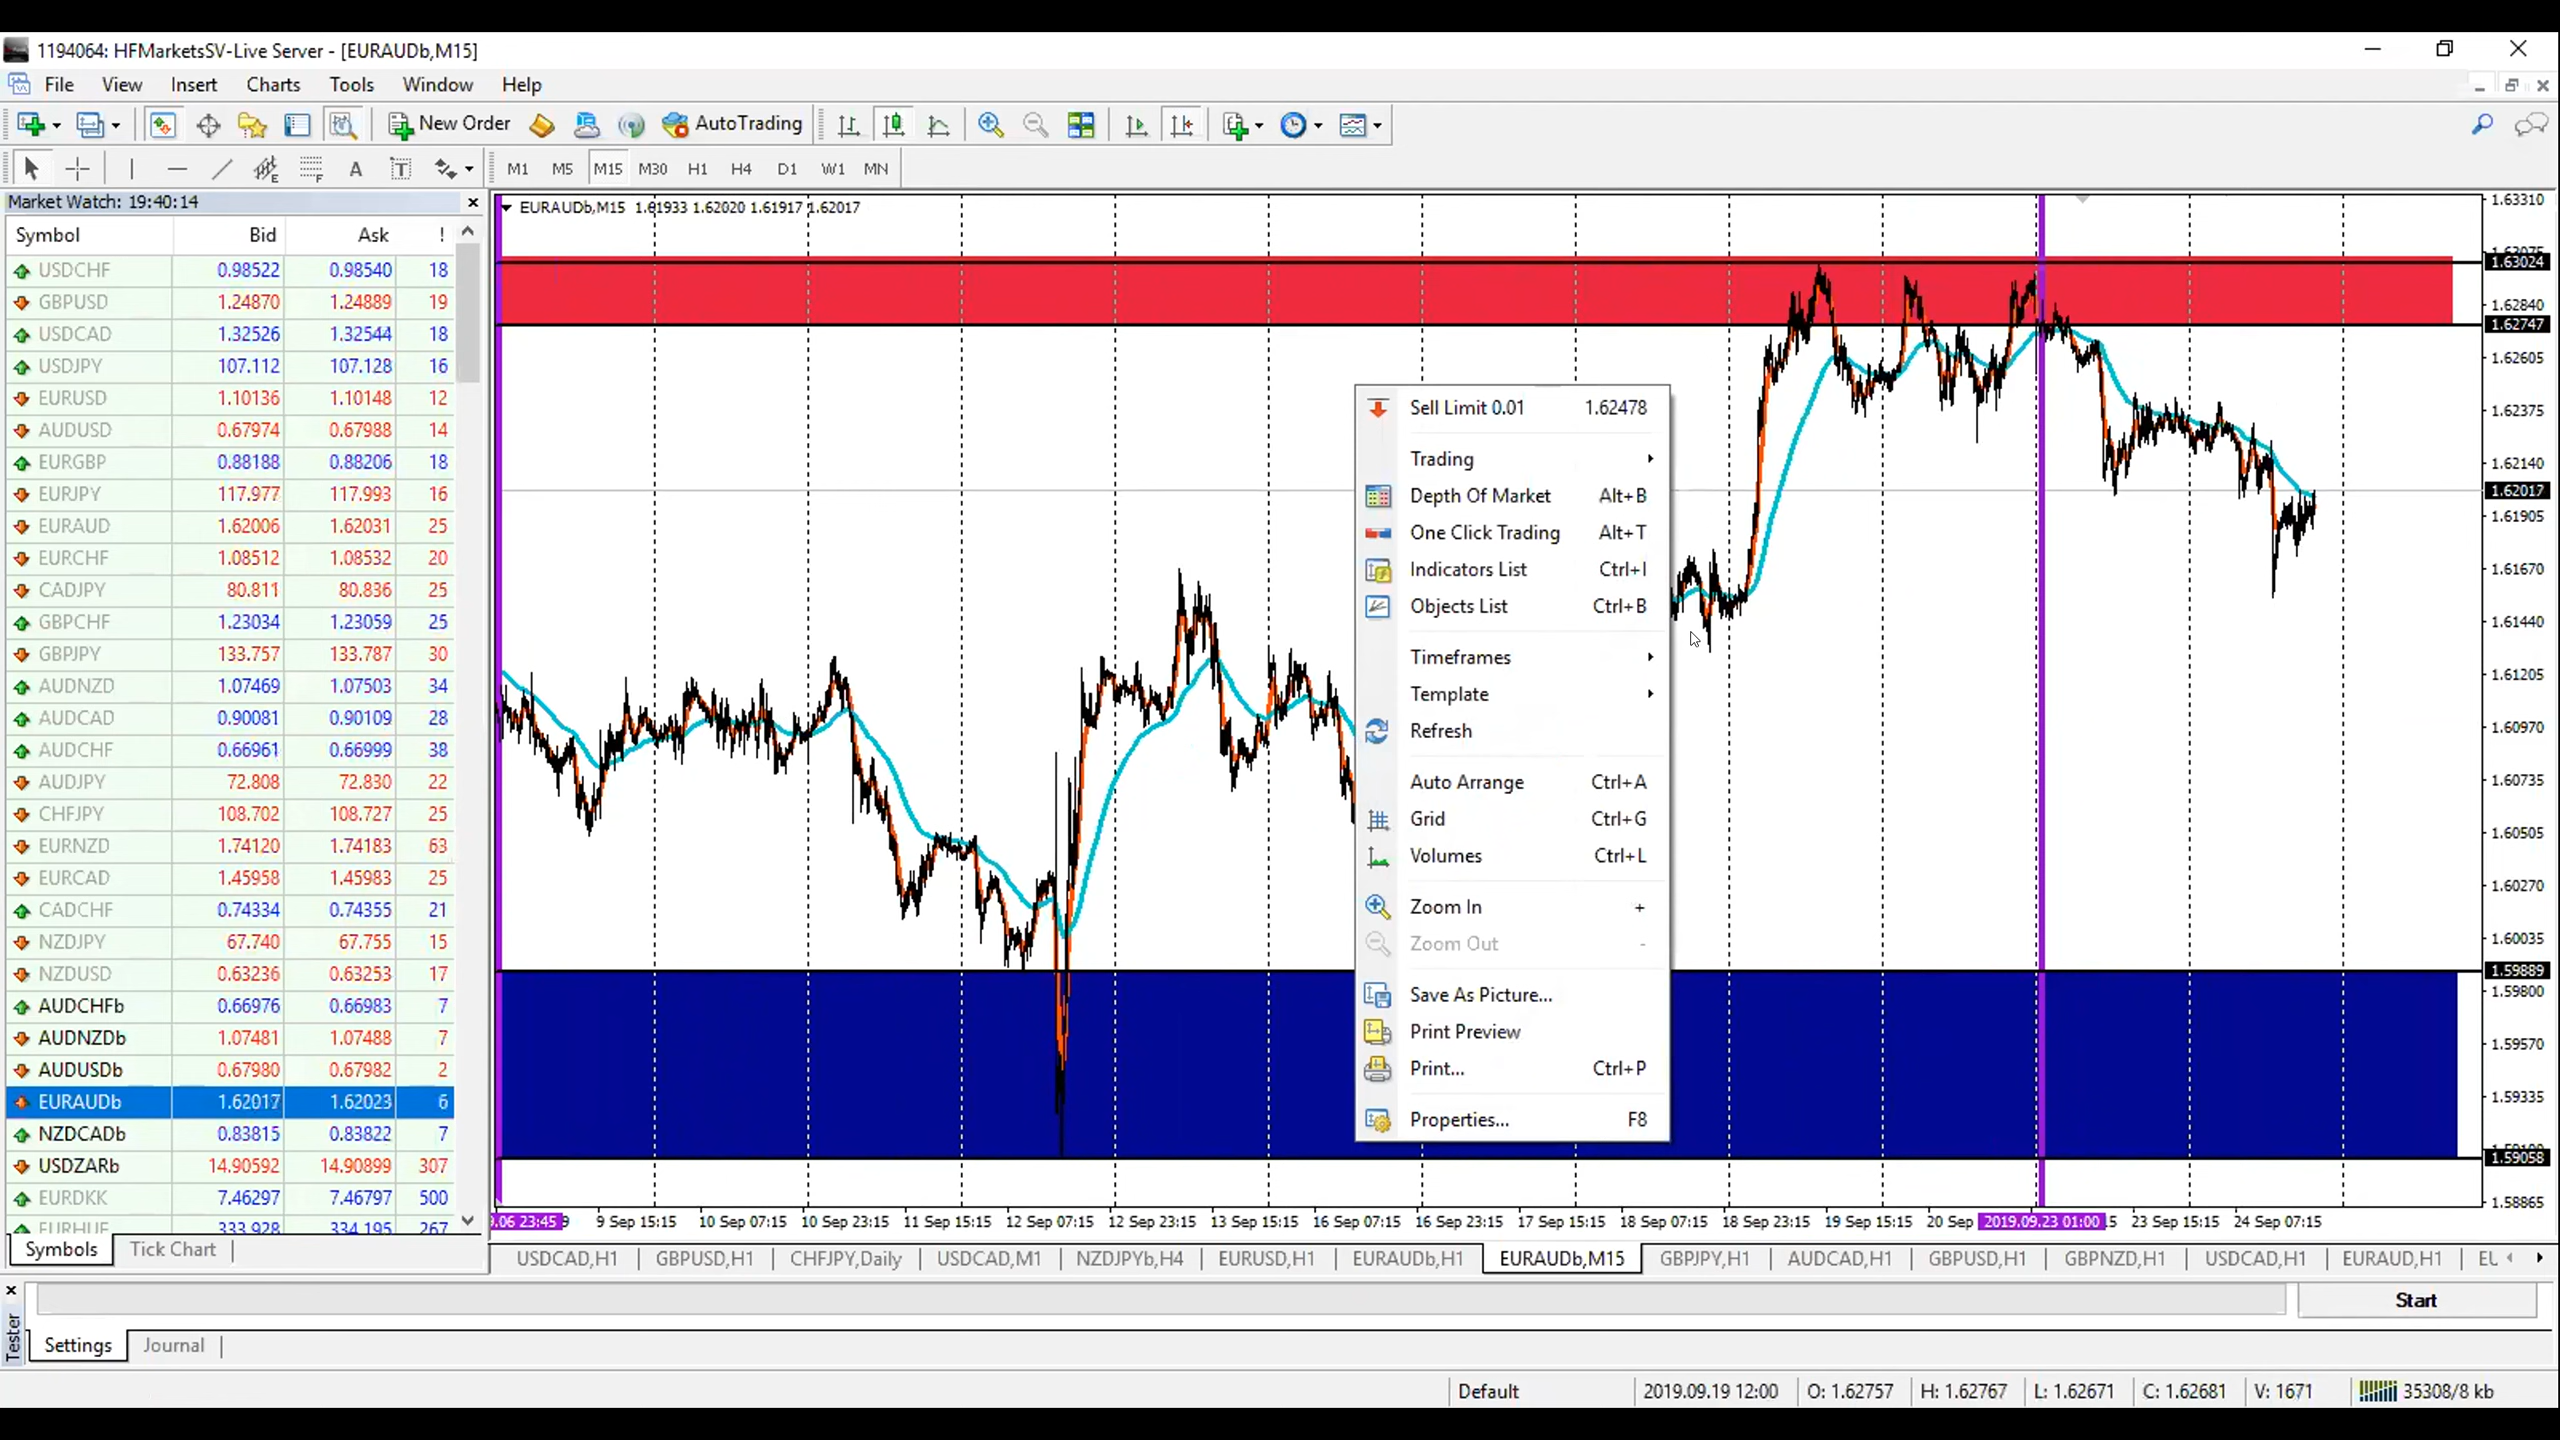 1194064: HFMarketsSV-Live Server - [EURAUDb,M15]
File View Insert Charts Tools Window Help
New Order AutoTrading
A T M1 M5 M15 M30 H1 H4 D1 W1 MN
Market Watch: 19:40:14
Symbol Bid Ask !
USDCHF 0.98522 0.98540 18
GBPUSD 1.24870 1.24889 19
USDCAD 1.32526 1.32544 18
USDJPY 107.112 107.128 16
EURUSD 1.10136 1.10148 12
AUDUSD 0.67974 0.67988 14
EURGBP 0.88188 0.88206 18
EURJPY 117.977 117.993 16
EURAUD 1.62006 1.62031 25
EURCHF 1.08512 1.08532 20
CADJPY 80.811 80.836 25
GBPCHF 1.23034 1.23059 25
GBPJPY 133.757 133.787 30
AUDNZD 1.07469 1.07503 34
AUDCAD 0.90081 0.90109 28
AUDCHF 0.66961 0.66999 38
AUDJPY 72.808 72.830 22
CHFJPY 108.702 108.727 25
EURNZD 1.74120 1.74183 63
EURCAD 1.45958 1.45983 25
CADCHF 0.74334 0.74355 21
NZDJPY 67.740 67.755 15
NZDUSD 0.63236 0.63253 17
AUDCHFb 0.66976 0.66983 7
AUDNZDb 1.07481 1.07488 7
AUDUSDb 0.67980 0.67982 2
EURAUDb 1.62017 1.62023 6
NZDCADb 0.83815 0.83822 7
USDZARb 14.90592 14.90899 307
EURDKK 7.46297 7.46797 500
EURHUF 333.928 334.195 267
Symbols Tick Chart
EURAUDb,M15 1.61933 1.62020 1.61917 1.62017
Sell Limit 0.01 1.62478
Trading
Depth Of Market Alt+B
One Click Trading Alt+T
Indicators List Ctrl+I
Objects List Ctrl+B
Timeframes
Template
Refresh
Auto Arrange Ctrl+A
Grid Ctrl+G
Volumes Ctrl+L
Zoom In +
Zoom Out -
Save As Picture...
Print Preview
Print... Ctrl+P
Properties... F8
1.63310
1.63024
1.62840
1.62747
1.62605
1.62375
1.62140
1.62017
1.61905
1.61670
1.61440
1.61205
1.60970
1.60735
1.60505
1.60270
1.60035
1.59889
1.59800
1.59570
1.59335
1.59058
1.58865
9.06 23:45 9 9 Sep 15:15 10 Sep 07:15 10 Sep 23:15 11 Sep 15:15 12 Sep 07:15 12 Sep 23:15 13 Sep 15:15 16 Sep 07:15 16 Sep 23:15 17 Sep 15:15 18 Sep 07:15 18 Sep 23:15 19 Sep 15:15 20 Sep 2019.09.23 01:00 5 23 Sep 15:15 24 Sep 07:15
USDCAD,H1 GBPUSD,H1 CHFJPY,Daily USDCAD,M1 NZDJPYb,H4 EURUSD,H1 EURAUDb,H1 EURAUDb,M15 GBPJPY,H1 AUDCAD,H1 GBPUSD,H1 GBPNZD,H1 USDCAD,H1 EURAUD,H1 EU
Start
Tester
Settings Journal
Default 2019.09.19 12:00 O: 1.62757 H: 1.62767 L: 1.62671 C: 1.62681 V: 1671 35308/8 kb